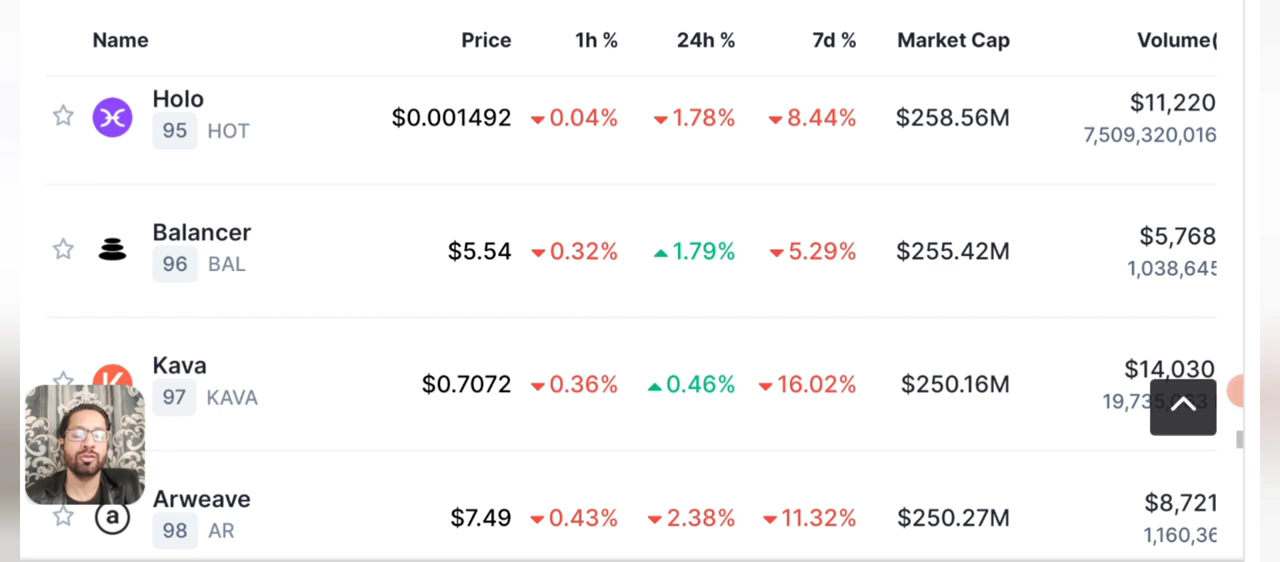 Name Price 1h % 24h % 7d % Market Cap Volume(
Holo
95 HOT $0.001492 0.04% 1.78% 8.44% $258.56M $11,220
7,509,320,016
Balancer
96 BAL $5.54 0.32% 1.79% 5.29% $255.42M $5,768
1,038,645
Kava
97 KAVA $0.7072 0.36% 0.46% 16.02% $250.16M $14,030
Arweave
98 AR $7.49 0.43% 2.38% 11.32% $250.27M $8,721
1,160,36
a